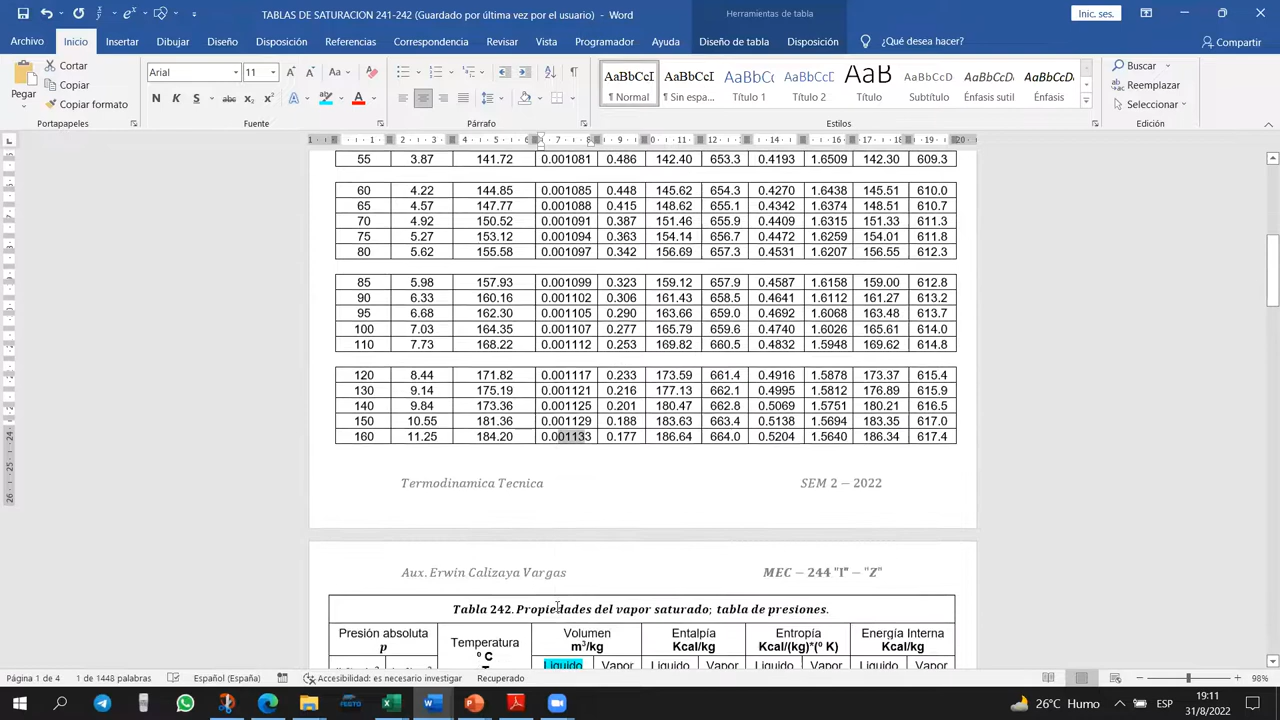 TABLAS DE SATURACION 241-242 (Guardado por última vez por el usuario) - Word
Herramientas de tabla
Inic. ses.
Archivo Inicio Insertar Dibujar Diseño Disposición Referencias Correspondencia Revisar Vista Programador Ayuda Diseño de tabla Disposición ¿Qué desea hacer? Compartir
Pegar
Cortar
Copiar
Copiar formato
Arial 11
N K S abc x₂ x²
AaBbCcI AaBbCc AaBbC AaBbCc AaB AaBbCcD AaBbCcD AaBbCcD
¶ Normal ¶ Sin espa... Título 1 Título 2 Título Subtítulo Énfasis sutil Énfasis
Buscar
Reemplazar
Seleccionar
Portapapeles Fuente Párrafo Estilos Edición
55 3.87 141.72 0.001081 0.486 142.40 653.3 0.4193 1.6509 142.30 609.3
60 4.22 144.85 0.001085 0.448 145.62 654.3 0.4270 1.6438 145.51 610.0
65 4.57 147.77 0.001088 0.415 148.62 655.1 0.4342 1.6374 148.51 610.7
70 4.92 150.52 0.001091 0.387 151.46 655.9 0.4409 1.6315 151.33 611.3
75 5.27 153.12 0.001094 0.363 154.14 656.7 0.4472 1.6259 154.01 611.8
80 5.62 155.58 0.001097 0.342 156.69 657.3 0.4531 1.6207 156.55 612.3
85 5.98 157.93 0.001099 0.323 159.12 657.9 0.4587 1.6158 159.00 612.8
90 6.33 160.16 0.001102 0.306 161.43 658.5 0.4641 1.6112 161.27 613.2
95 6.68 162.30 0.001105 0.290 163.66 659.0 0.4692 1.6068 163.48 613.7
100 7.03 164.35 0.001107 0.277 165.79 659.6 0.4740 1.6026 165.61 614.0
110 7.73 168.22 0.001112 0.253 169.82 660.5 0.4832 1.5948 169.62 614.8
120 8.44 171.82 0.001117 0.233 173.59 661.4 0.4916 1.5878 173.37 615.4
130 9.14 175.19 0.001121 0.216 177.13 662.1 0.4995 1.5812 176.89 615.9
140 9.84 173.36 0.001125 0.201 180.47 662.8 0.5069 1.5751 180.21 616.5
150 10.55 181.36 0.001129 0.188 183.63 663.4 0.5138 1.5694 183.35 617.0
160 11.25 184.20 0.001133 0.177 186.64 664.0 0.5204 1.5640 186.34 617.4
Termodinamica Tecnica SEM 2 − 2022
Aux. Erwin Calizaya Vargas MEC − 244 "I" − "Z"
Tabla 242. Propiedades del vapor saturado; tabla de presiones.
Presión absoluta Volumen Entalpía Entropía Energía Interna
p Temperatura m³/kg Kcal/kg Kcal/(kg)*(º K) Kcal/kg
º C
Liquido Vapor Liquido Vapor Liquido Vapor Liquido Vapor
Página 1 de 4 1 de 1448 palabras Español (España) Accesibilidad: es necesario investigar Recuperado 98%
26°C Humo ESP 19:11
31/8/2022
FESTO